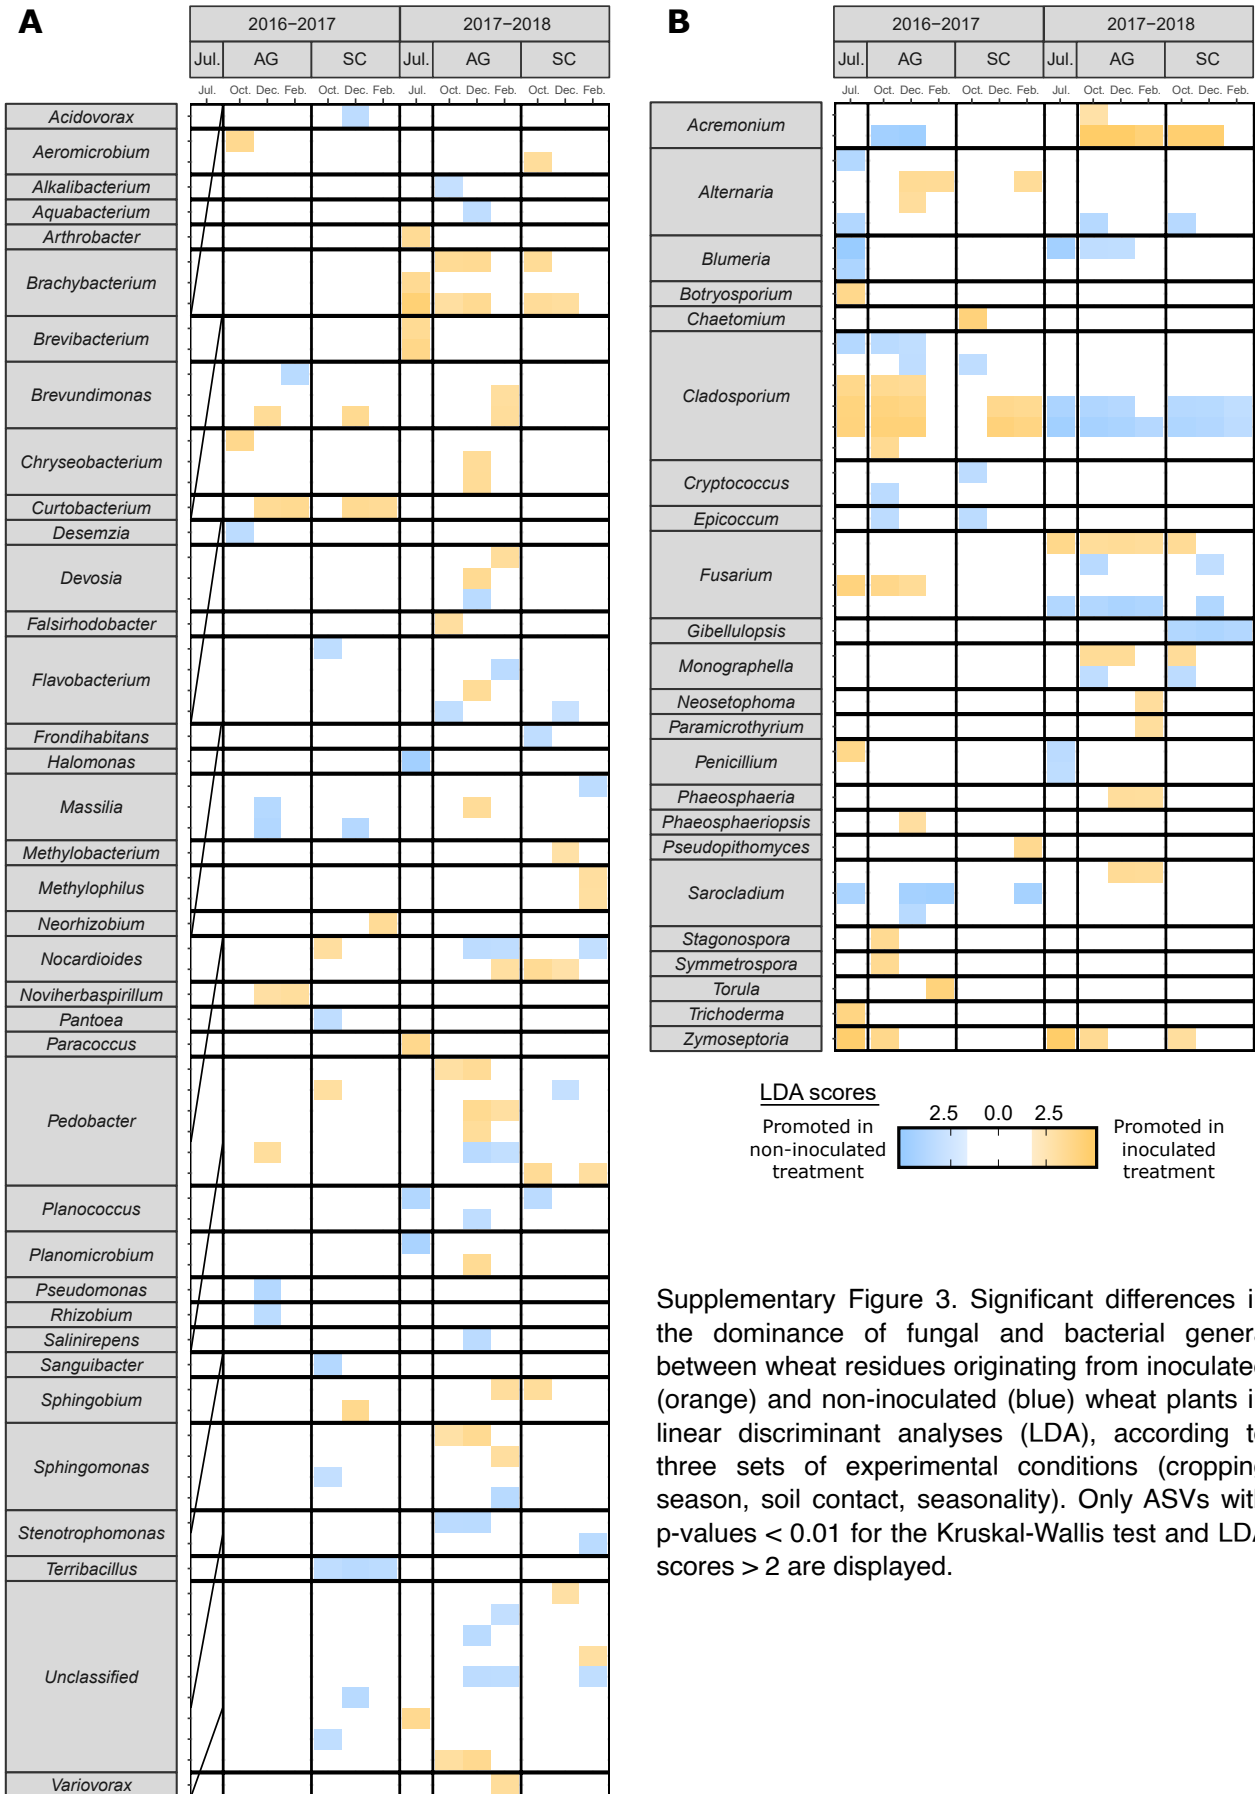 A
2016−2017
2017−2018
Jul.
AG
SC
Jul.
AG
SC
Jul.
Oct. Dec. Feb.
Oct. Dec. Feb.
Jul.
Oct. Dec. Feb.
Oct. Dec. Feb.
Acidovorax
Aeromicrobium
Alkalibacterium
Aquabacterium
Arthrobacter
Brachybacterium
Brevibacterium
Brevundimonas
Chryseobacterium
Curtobacterium
Desemzia
Devosia
Falsirhodobacter
Flavobacterium
Frondihabitans
Halomonas
Massilia
Methylobacterium
Methylophilus
Neorhizobium
Nocardioides
Noviherbaspirillum
Pantoea
Paracoccus
Pedobacter
Planococcus
Planomicrobium
Pseudomonas
Rhizobium
Salinirepens
Sanguibacter
Sphingobium
Sphingomonas
Stenotrophomonas
Terribacillus
Unclassified
Variovorax
B
2016−2017
2017−2018
Jul.
AG
SC
Jul.
AG
SC
Jul.
Oct. Dec. Feb.
Oct. Dec. Feb.
Jul.
Oct. Dec. Feb.
Oct. Dec. Feb.
Acremonium
Alternaria
Blumeria
Botryosporium
Chaetomium
Cladosporium
Cryptococcus
Epicoccum
Fusarium
Gibellulopsis
Monographella
Neosetophoma
Paramicrothyrium
Penicillium
Phaeosphaeria
Phaeosphaeriopsis
Pseudopithomyces
Sarocladium
Stagonospora
Symmetrospora
Torula
Trichoderma
Zymoseptoria
LDA scores
2.5 0.0 2.5
Promoted in
non-inoculated
treatment
Promoted in
inoculated
treatment
Supplementary Figure 3. Significant differences i
the dominance of fungal and bacterial gener
between wheat residues originating from inoculate
(orange) and non-inoculated (blue) wheat plants i
linear discriminant analyses (LDA), according t
three sets of experimental conditions (cropping
season, soil contact, seasonality). Only ASVs with
p-values < 0.01 for the Kruskal-Wallis test and LDA
scores > 2 are displayed.